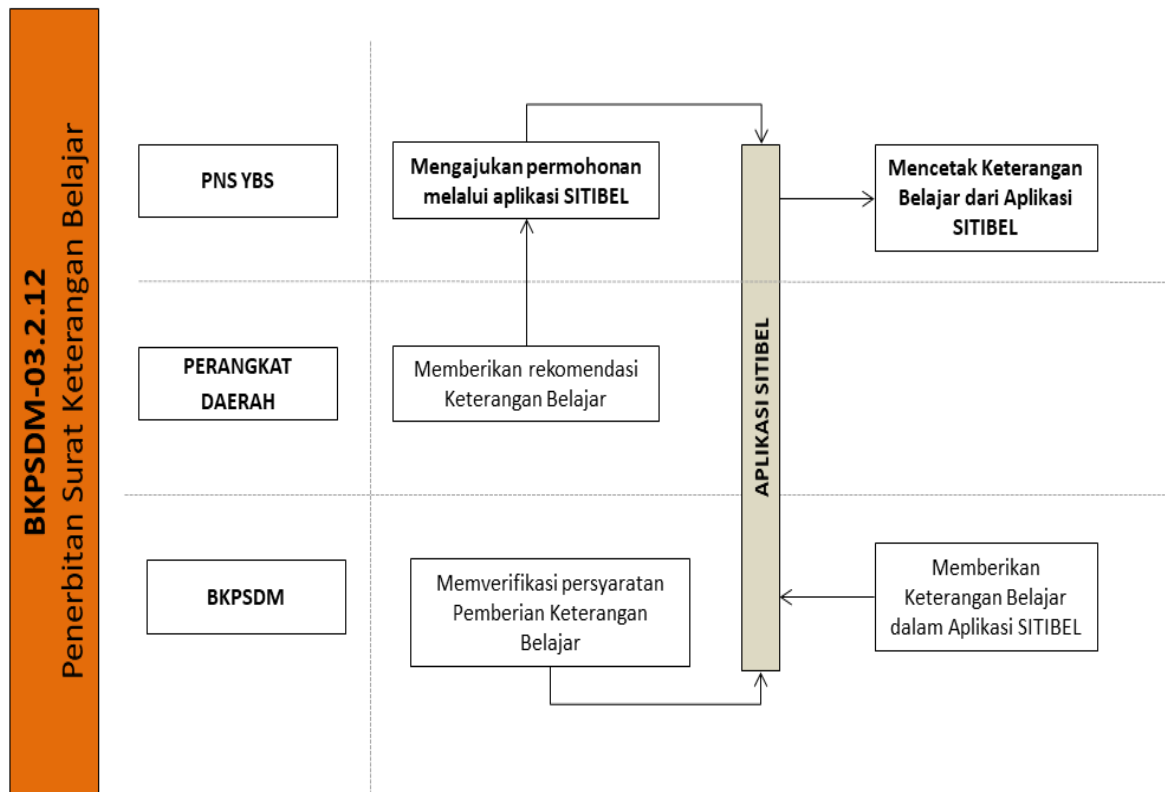 BKPSDM-03.2.12
Penerbitan Surat Keterangan Belajar
PNS YBS
Mengajukan permohonan
melalui aplikasi SITIBEL
Mencetak Keterangan
Belajar dari Aplikasi
SITIBEL
PERANGKAT
DAERAH
Memberikan rekomendasi
Keterangan Belajar
APLIKASI SITIBEL
BKPSDM
Memverifikasi persyaratan
Pemberian Keterangan
Belajar
Memberikan
Keterangan Belajar
dalam Aplikasi SITIBEL